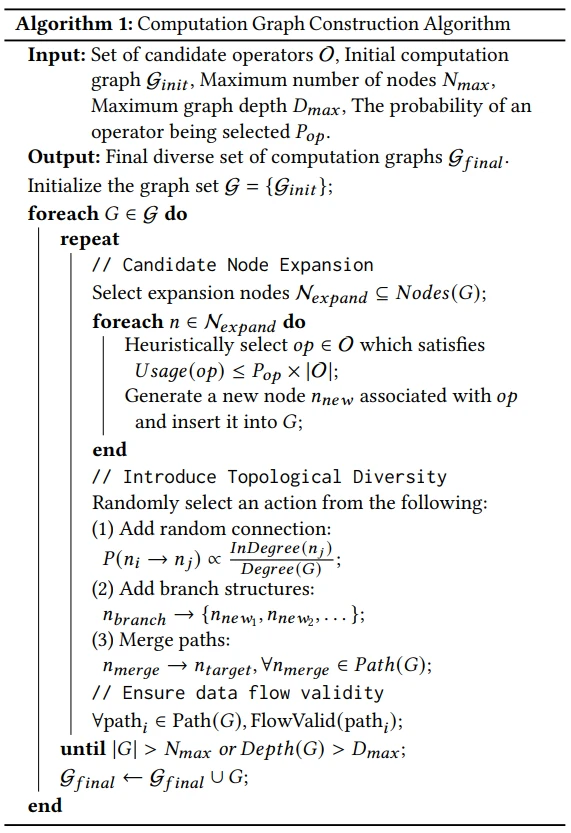 Algorithm 1: Computation Graph Construction Algorithm
Input: Set of candidate operators 𝒪, Initial computation
graph 𝒢_init, Maximum number of nodes N_max,
Maximum graph depth D_max, The probability of an
operator being selected P_op.
Output: Final diverse set of computation graphs 𝒢_final.
Initialize the graph set 𝒢 = {𝒢_init};
foreach G ∈ 𝒢 do
repeat
// Candidate Node Expansion
Select expansion nodes 𝒩_expand ⊆ Nodes(G);
foreach n ∈ 𝒩_expand do
Heuristically select op ∈ 𝒪 which satisfies
Usage(op) ≤ P_op × |𝒪|;
Generate a new node n_new associated with op
and insert it into G;
end
// Introduce Topological Diversity
Randomly select an action from the following:
(1) Add random connection:
P(n_i → n_j) ∝ InDegree(n_j)/Degree(G);
(2) Add branch structures:
n_branch → {n_new_1, n_new_2, . . . };
(3) Merge paths:
n_merge → n_target, ∀n_merge ∈ Path(G);
// Ensure data flow validity
∀path_i ∈ Path(G), FlowValid(path_i);
until |G| > N_max or Depth(G) > D_max;
𝒢_final ← 𝒢_final ∪ G;
end